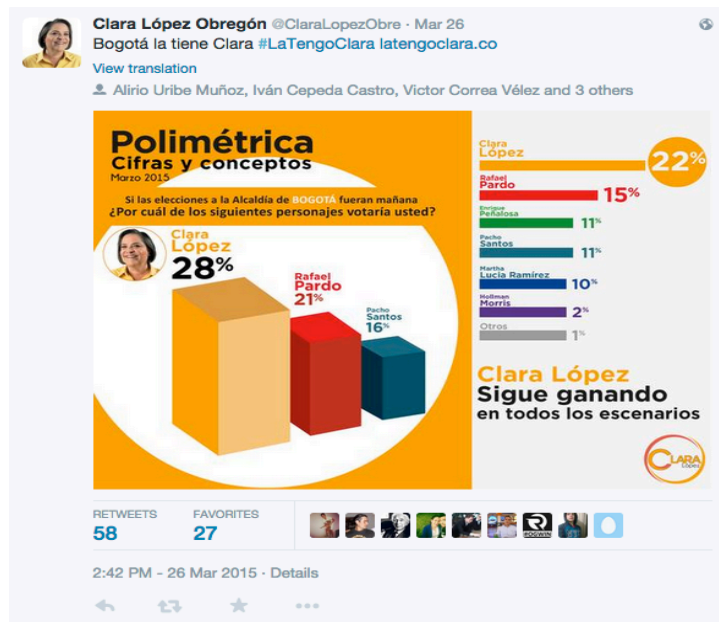 Clara López Obregón @ClaraLopezObre · Mar 26
Bogotá la tiene Clara #LaTengoClara latengoclara.co
View translation
Alirio Uribe Muñoz, Iván Cepeda Castro, Victor Correa Vélez and 3 others
Polimétrica
Cifras y conceptos
Marzo 2015
Si las elecciones a la Alcaldía de BOGOTÁ fueran mañana
¿Por cuál de los siguientes personajes votaría usted?
Clara
López
28%
Rafael
Pardo
21%
Pacho
Santos
16%
Clara
López
22%
Rafael
Pardo
15%
Enrique
Peñalosa
11%
Pacho
Santos
11%
Martha
Lucia Ramírez
10%
Hollman
Morris
2%
Otros
1%
Clara López
Sigue ganando
en todos los escenarios
CLARA
López
RETWEETS
58
FAVORITES
27
2:42 PM - 26 Mar 2015 · Details